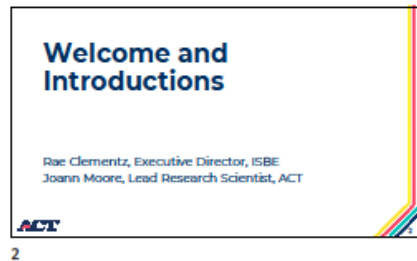 Welcome and
Introductions
Rae Clementz, Executive Director, ISBE
Joann Moore, Lead Research Scientist, ACT
ACT
2
2